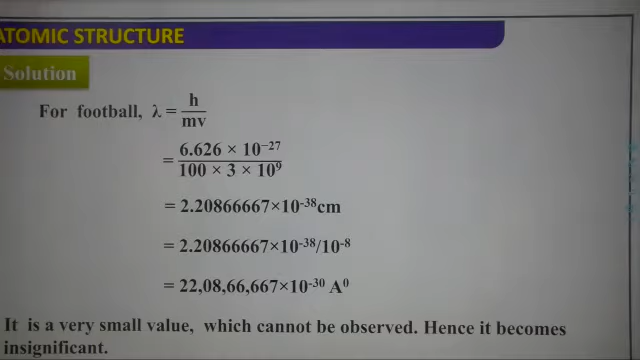 ATOMIC STRUCTURE
Solution
For football, λ = h/mv
= 6.626 × 10⁻²⁷/100 × 3 × 10⁹
= 2.20866667×10⁻³⁸cm
= 2.20866667×10⁻³⁸/10⁻⁸
= 22,08,66,667×10⁻³⁰ A⁰
It is a very small value, which cannot be observed. Hence it becomes
insignificant.